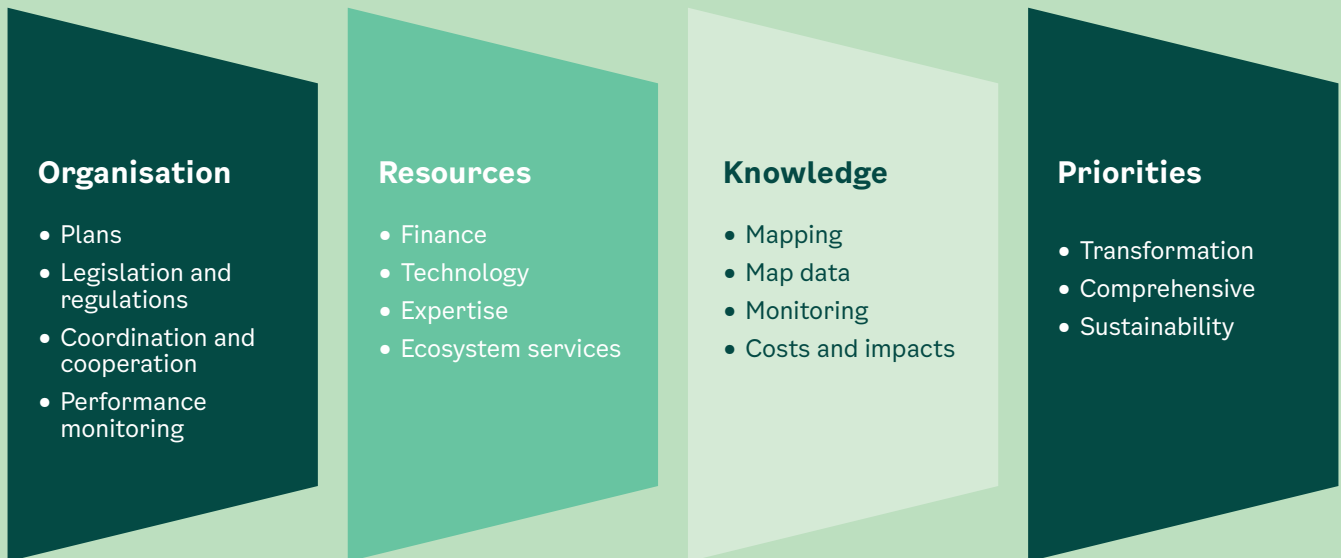 Organisation
• Plans
• Legislation and
regulations
• Coordination and
cooperation
• Performance
monitoring
Resources
• Finance
• Technology
• Expertise
• Ecosystem services
Knowledge
• Mapping
• Map data
• Monitoring
• Costs and impacts
Priorities
• Transformation
• Comprehensive
• Sustainability